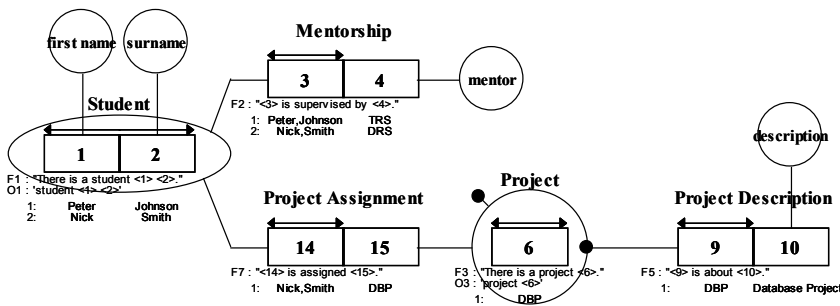 first name
surname
Mentorship
3
4
mentor
F2 : "<3> is supervised by <4>."
1: Peter,Johnson TRS
2: Nick,Smith DRS
Student
1
2
F1 : "There is a student <1> <2>."
O1 : 'student <1> <2>'
1: Peter Johnson
2: Nick Smith
Project Assignment
14
15
F7 : "<14> is assigned <15>."
1: Nick,Smith DBP
Project
6
F3 : "There is a project <6>."
O3 : 'project <6>'
1: DBP
description
Project Description
9
10
F5 : "<9> is about <10>."
1: DBP Database Project